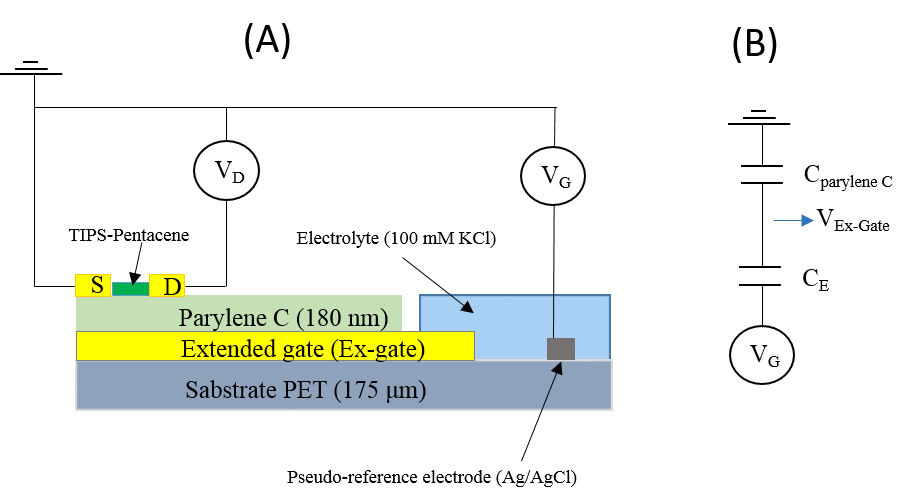 (A)
(B)
V_D
V_G
TIPS-Pentacene
Electrolyte (100 mM KCl)
S
D
Parylene C (180 nm)
Extended gate (Ex-gate)
Sabstrate PET (175 μm)
Pseudo-reference electrode (Ag/AgCl)
C_parylene C
V_Ex-Gate
C_E
V_G